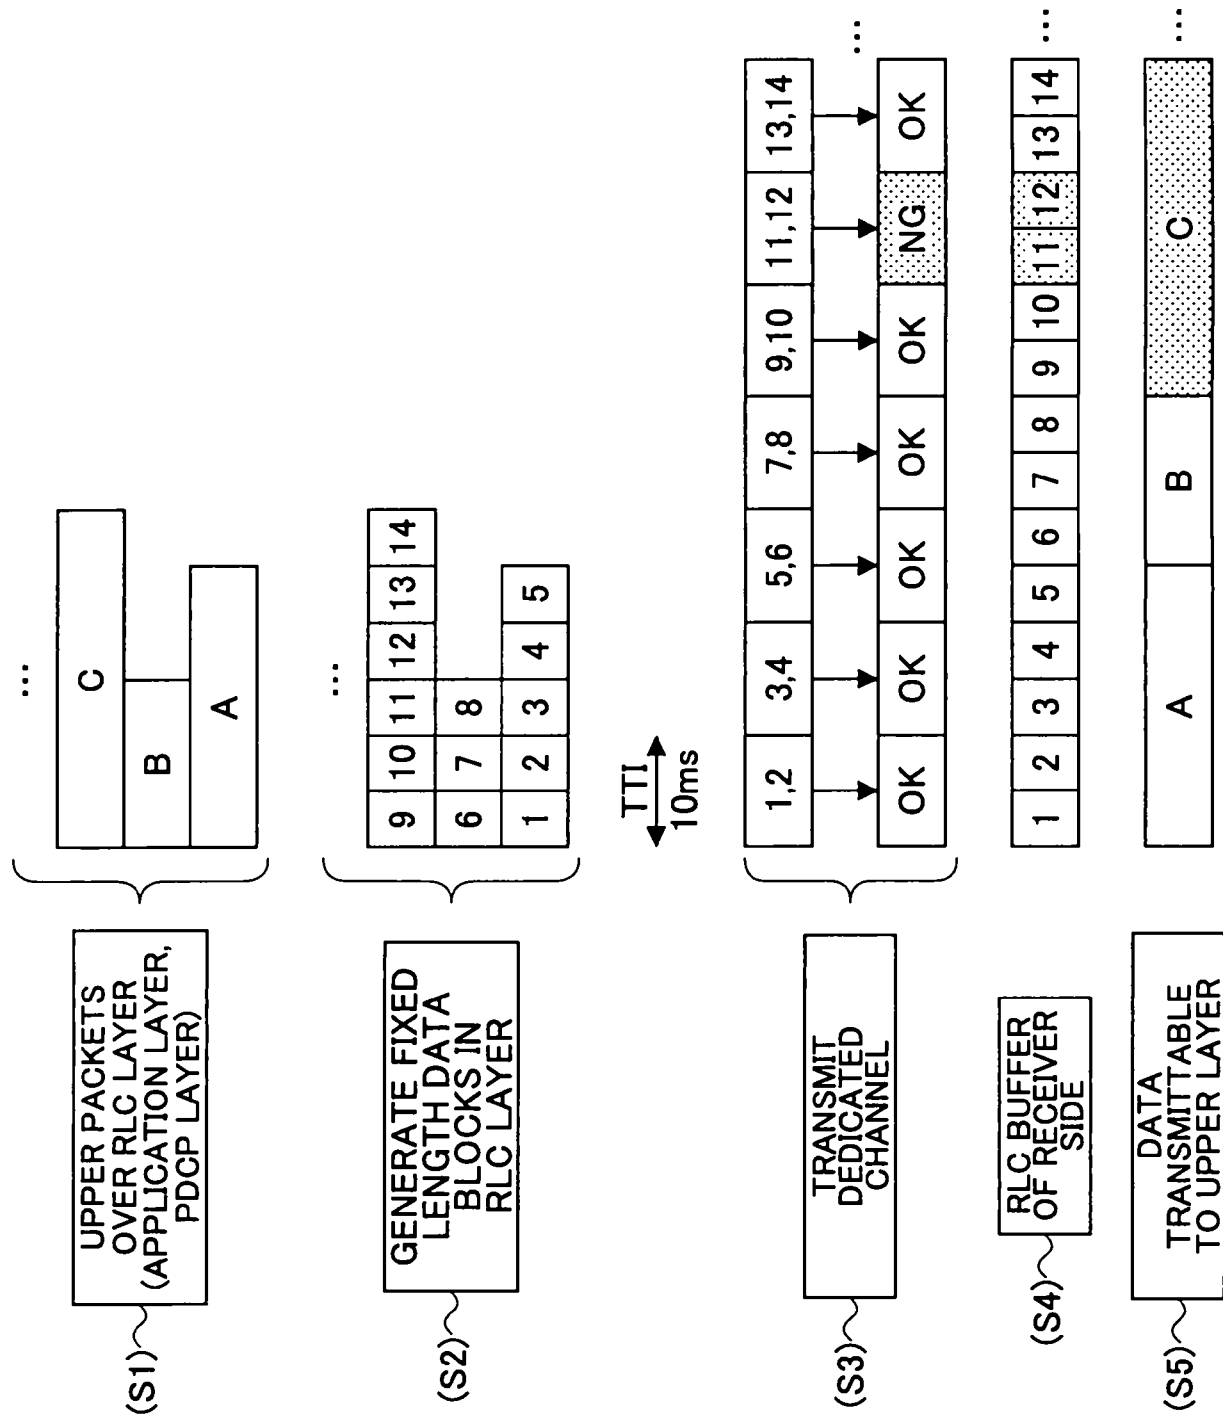 (S1)
UPPER PACKETS
OVER RLC LAYER
(APPLICATION LAYER,
PDCP LAYER)
...
C
B
A
(S2)
GENERATE FIXED
LENGTH DATA
BLOCKS IN
RLC LAYER
...
9 10 11 12 13 14
6 7 8
1 2 3 4 5
TTI
10ms
(S3)
TRANSMIT
DEDICATED
CHANNEL
1,2 3,4 5,6 7,8 9,10 11,12 13,14
...
OK OK OK OK OK NG OK
(S4)
RLC BUFFER
OF RECEIVER
SIDE
1 2 3 4 5 6 7 8 9 10 11 12 13 14 ...
(S5)
DATA
TRANSMITTABLE
TO UPPER LAYER
A B C ...